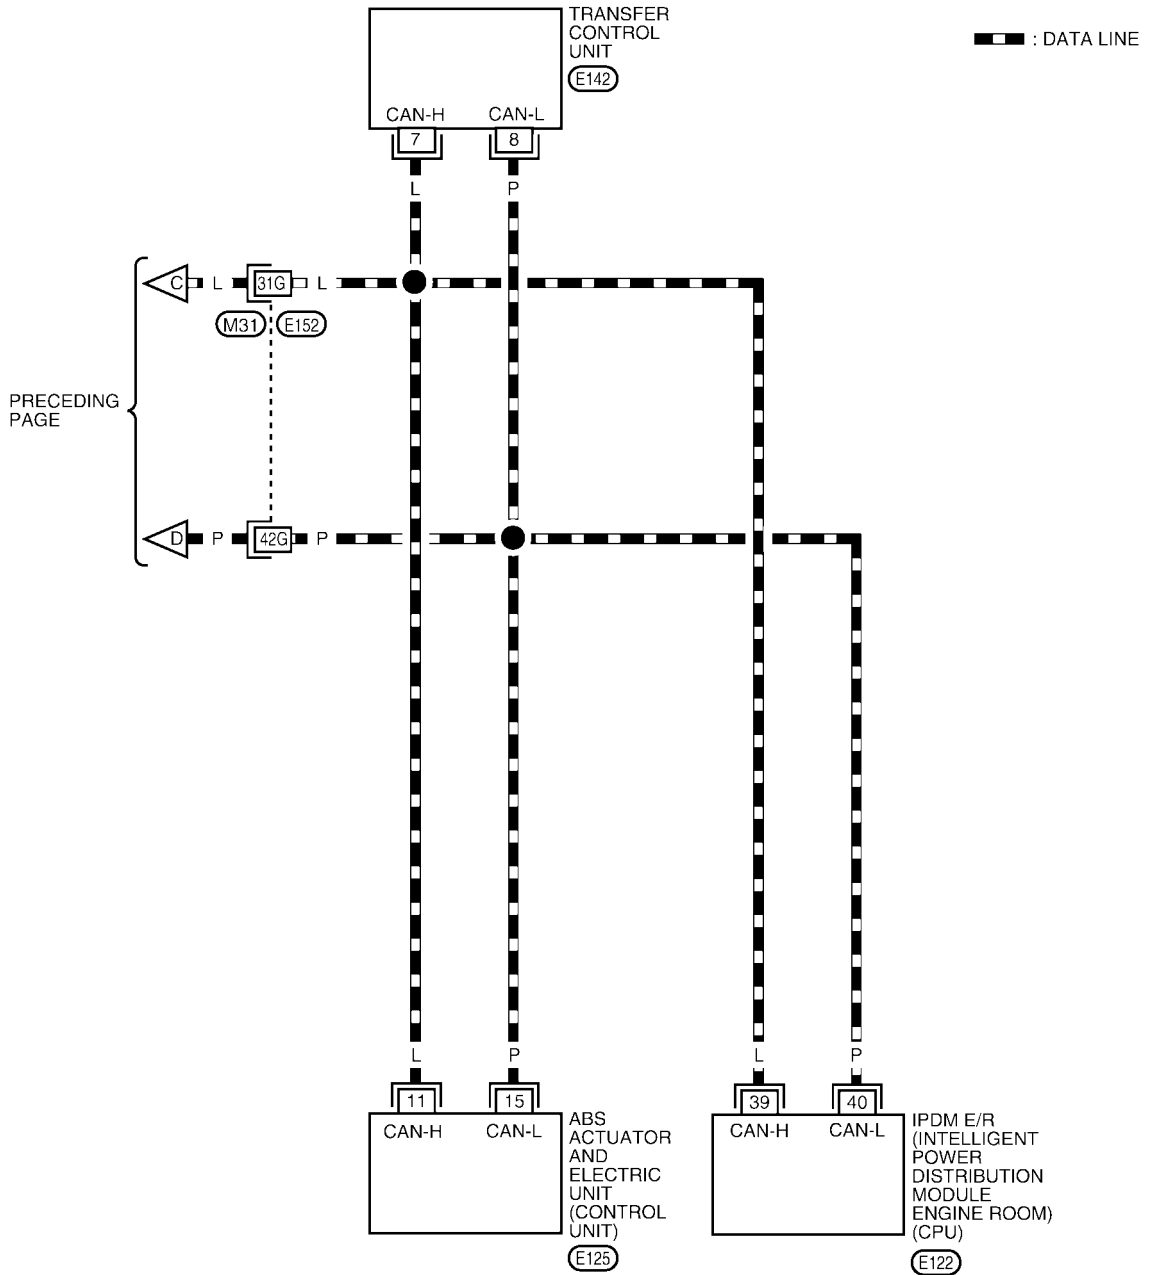 TRANSFER
CONTROL
UNIT
E142
: DATA LINE
CAN-H
CAN-L
7
8
L
P
C
L
31G
L
M31
E152
PRECEDING
PAGE
D
P
42G
P
L
P
L
P
11
15
39
40
CAN-H
CAN-L
ABS
ACTUATOR
AND
ELECTRIC
UNIT
(CONTROL
UNIT)
E125
CAN-H
CAN-L
IPDM E/R
(INTELLIGENT
POWER
DISTRIBUTION
MODULE
ENGINE ROOM)
(CPU)
E122